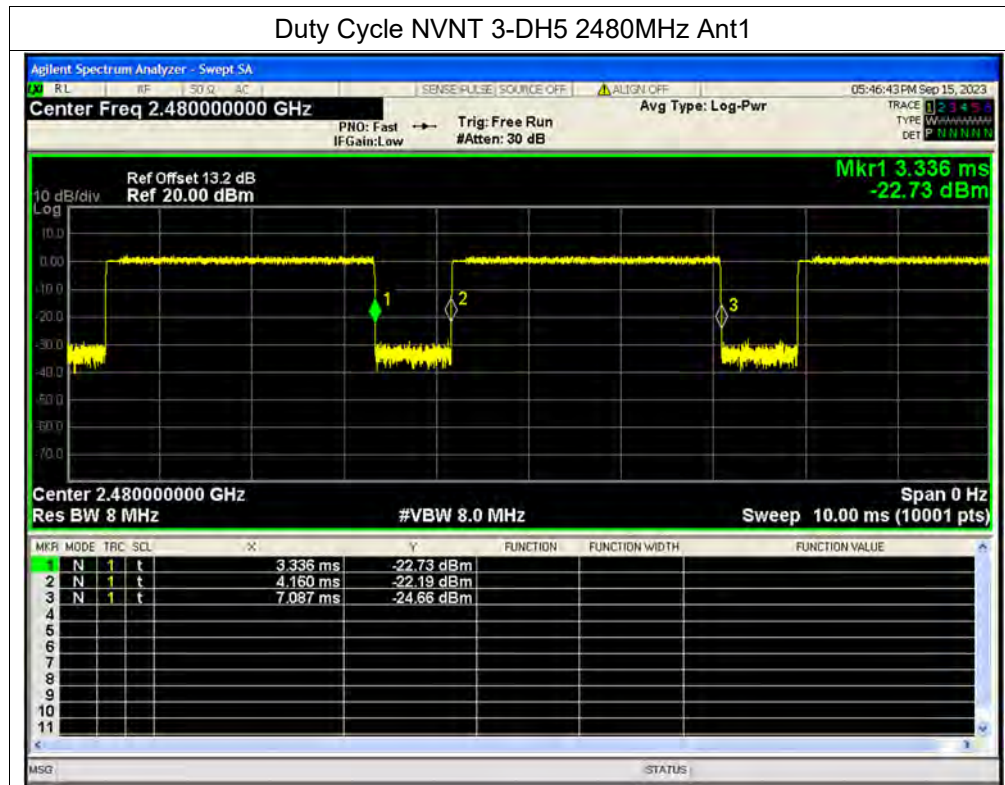 Duty Cycle NVNT 3-DH5 2480MHz Ant1
Agilent Spectrum Analyzer - Swept SA
RL RF 50 Ω AC SENSE:PULSE SOURCE OFF ALIGN OFF 05:46:43 PM Sep 15, 2023
Center Freq 2.480000000 GHz Avg Type: Log-Pwr TRACE 1 2 3 4 5 6
PNO: Fast Trig: Free Run TYPE
IFGain:Low #Atten: 30 dB DET P N N N N N
Mkr1 3.336 ms
Ref Offset 13.2 dB
10 dB/div Ref 20.00 dBm -22.73 dBm
Log
10.0
0.00
-10.0
-20.0
-30.0
-40.0
-50.0
-60.0
-70.0
1
2
3
Center 2.480000000 GHz Span 0 Hz
Res BW 8 MHz #VBW 8.0 MHz Sweep 10.00 ms (10001 pts)
MKR MODE TRC SCL X Y FUNCTION FUNCTION WIDTH FUNCTION VALUE
1 N 1 t 3.336 ms -22.73 dBm
2 N 1 t 4.160 ms -22.19 dBm
3 N 1 t 7.087 ms -24.66 dBm
4
5
6
7
8
9
10
11
MSG STATUS